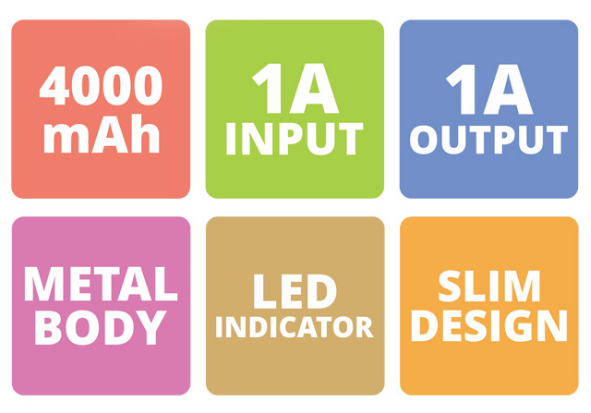 4000
mAh
1A
INPUT
1A
OUTPUT
METAL
BODY
LED
INDICATOR
SLIM
DESIGN